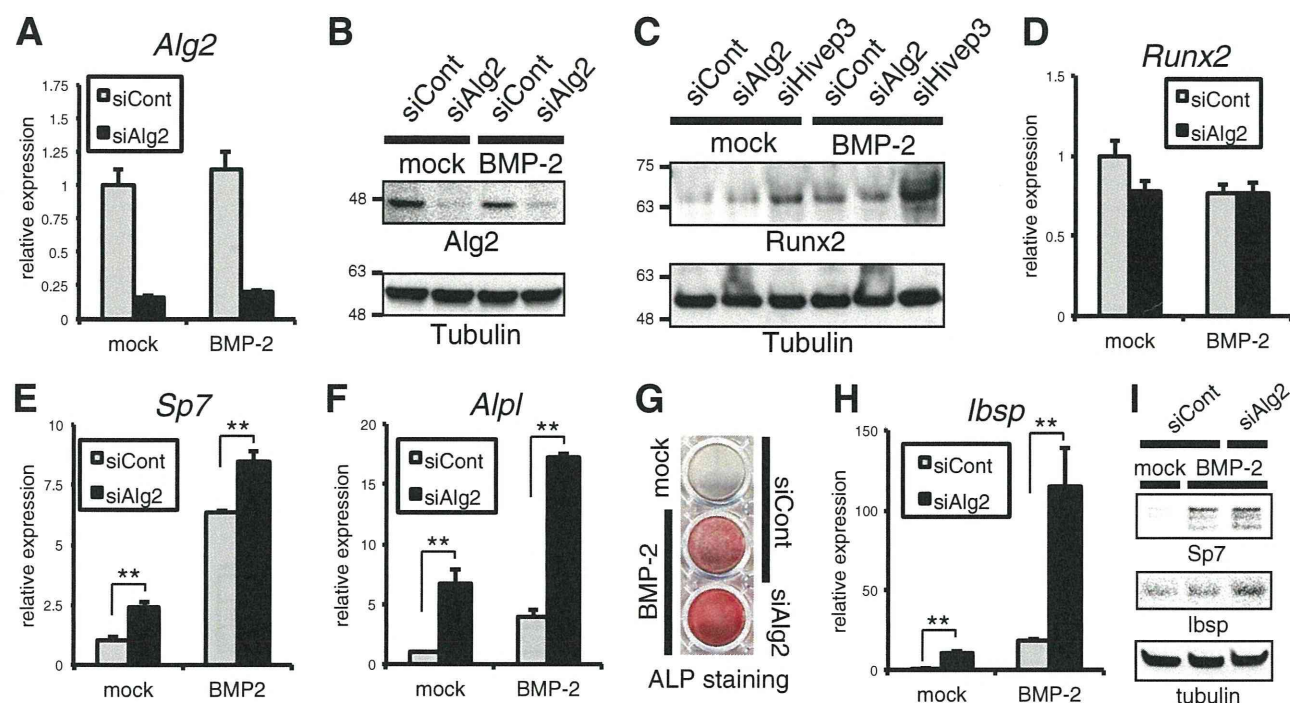 A
Alg2
relative expression
1.75
1.5
1.25
1
0.75
0.5
0.25
0
siCont
siAlg2
mock
BMP-2
B
siCont
siAlg2
siCont
siAlg2
mock
BMP-2
48
Alg2
63
48
Tubulin
C
siCont
siAlg2
siHivep3
siCont
siAlg2
siHivep3
mock
BMP-2
75
63
Runx2
63
48
Tubulin
D
Runx2
relative expression
1.5
1
0.5
0
siCont
siAlg2
mock
BMP-2
E
Sp7
relative expression
10
7.5
5
2.5
0
siCont
siAlg2
**
**
mock
BMP2
F
Alpl
relative expression
20
15
10
5
0
siCont
siAlg2
**
**
mock
BMP-2
G
mock
BMP-2
siCont
siAlg2
ALP staining
H
Ibsp
relative expression
150
100
50
0
siCont
siAlg2
**
**
mock
BMP-2
I
siCont
siAlg2
mock
BMP-2
Sp7
Ibsp
tubulin